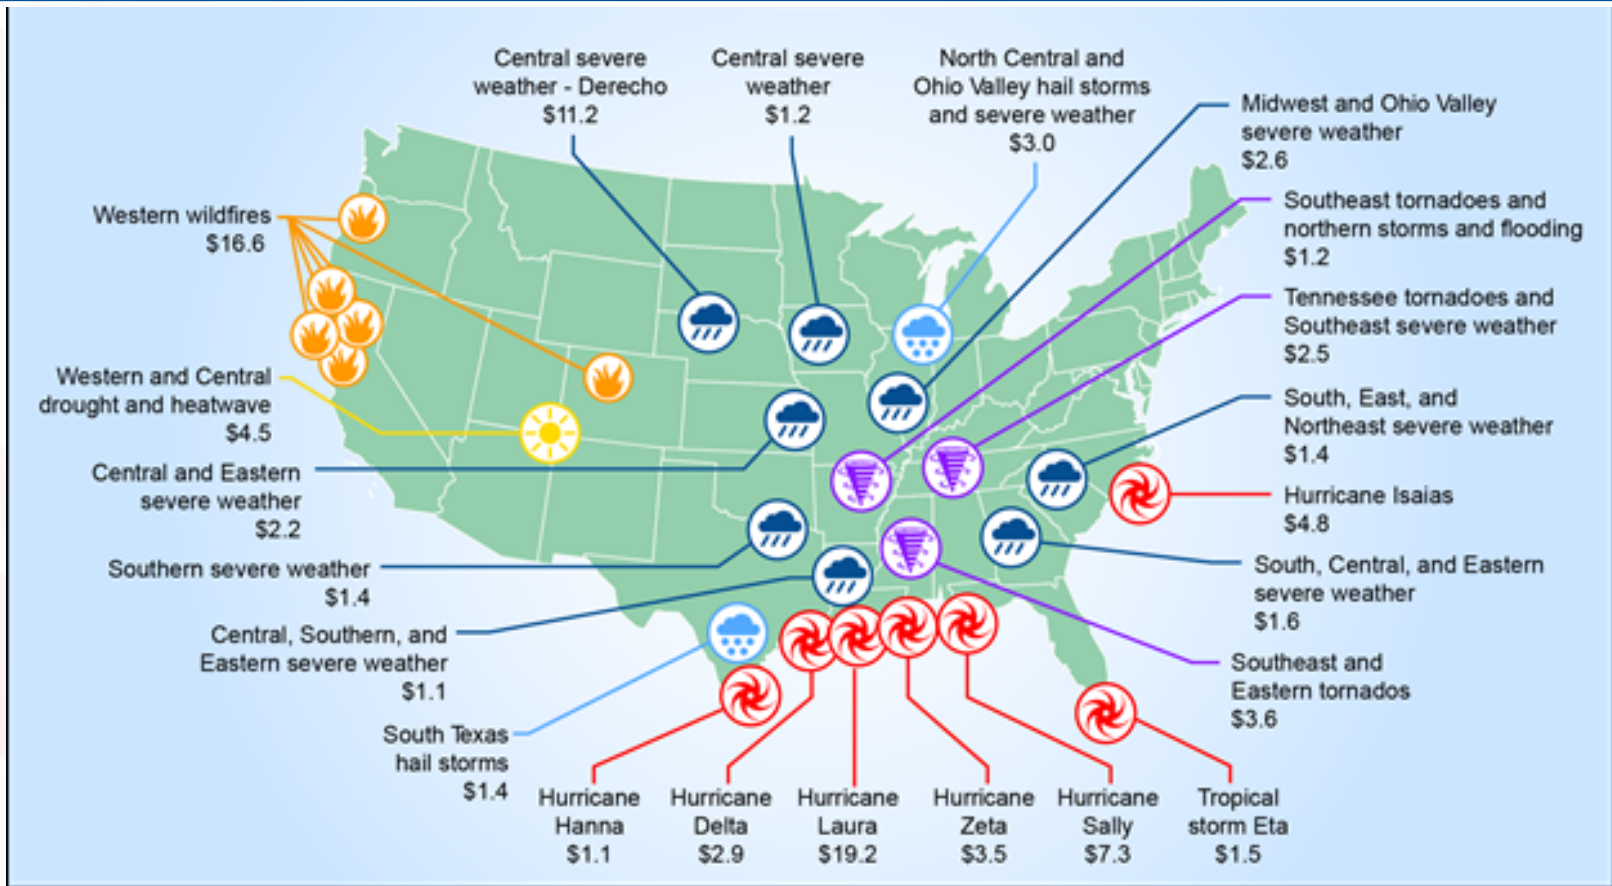 Central severe
weather - Derecho
$11.2
Central severe
weather
$1.2
North Central and
Ohio Valley hail storms
and severe weather
$3.0
Midwest and Ohio Valley
severe weather
$2.6
Southeast tornadoes and
northern storms and flooding
$1.2
Tennessee tornadoes and
Southeast severe weather
$2.5
South, East, and
Northeast severe weather
$1.4
Hurricane Isaias
$4.8
South, Central, and Eastern
severe weather
$1.6
Southeast and
Eastern tornados
$3.6
Western wildfires
$16.6
Western and Central
drought and heatwave
$4.5
Central and Eastern
severe weather
$2.2
Southern severe weather
$1.4
Central, Southern, and
Eastern severe weather
$1.1
South Texas
hail storms
$1.4
Hurricane
Hanna
$1.1
Hurricane
Delta
$2.9
Hurricane
Laura
$19.2
Hurricane
Zeta
$3.5
Hurricane
Sally
$7.3
Tropical
storm Eta
$1.5